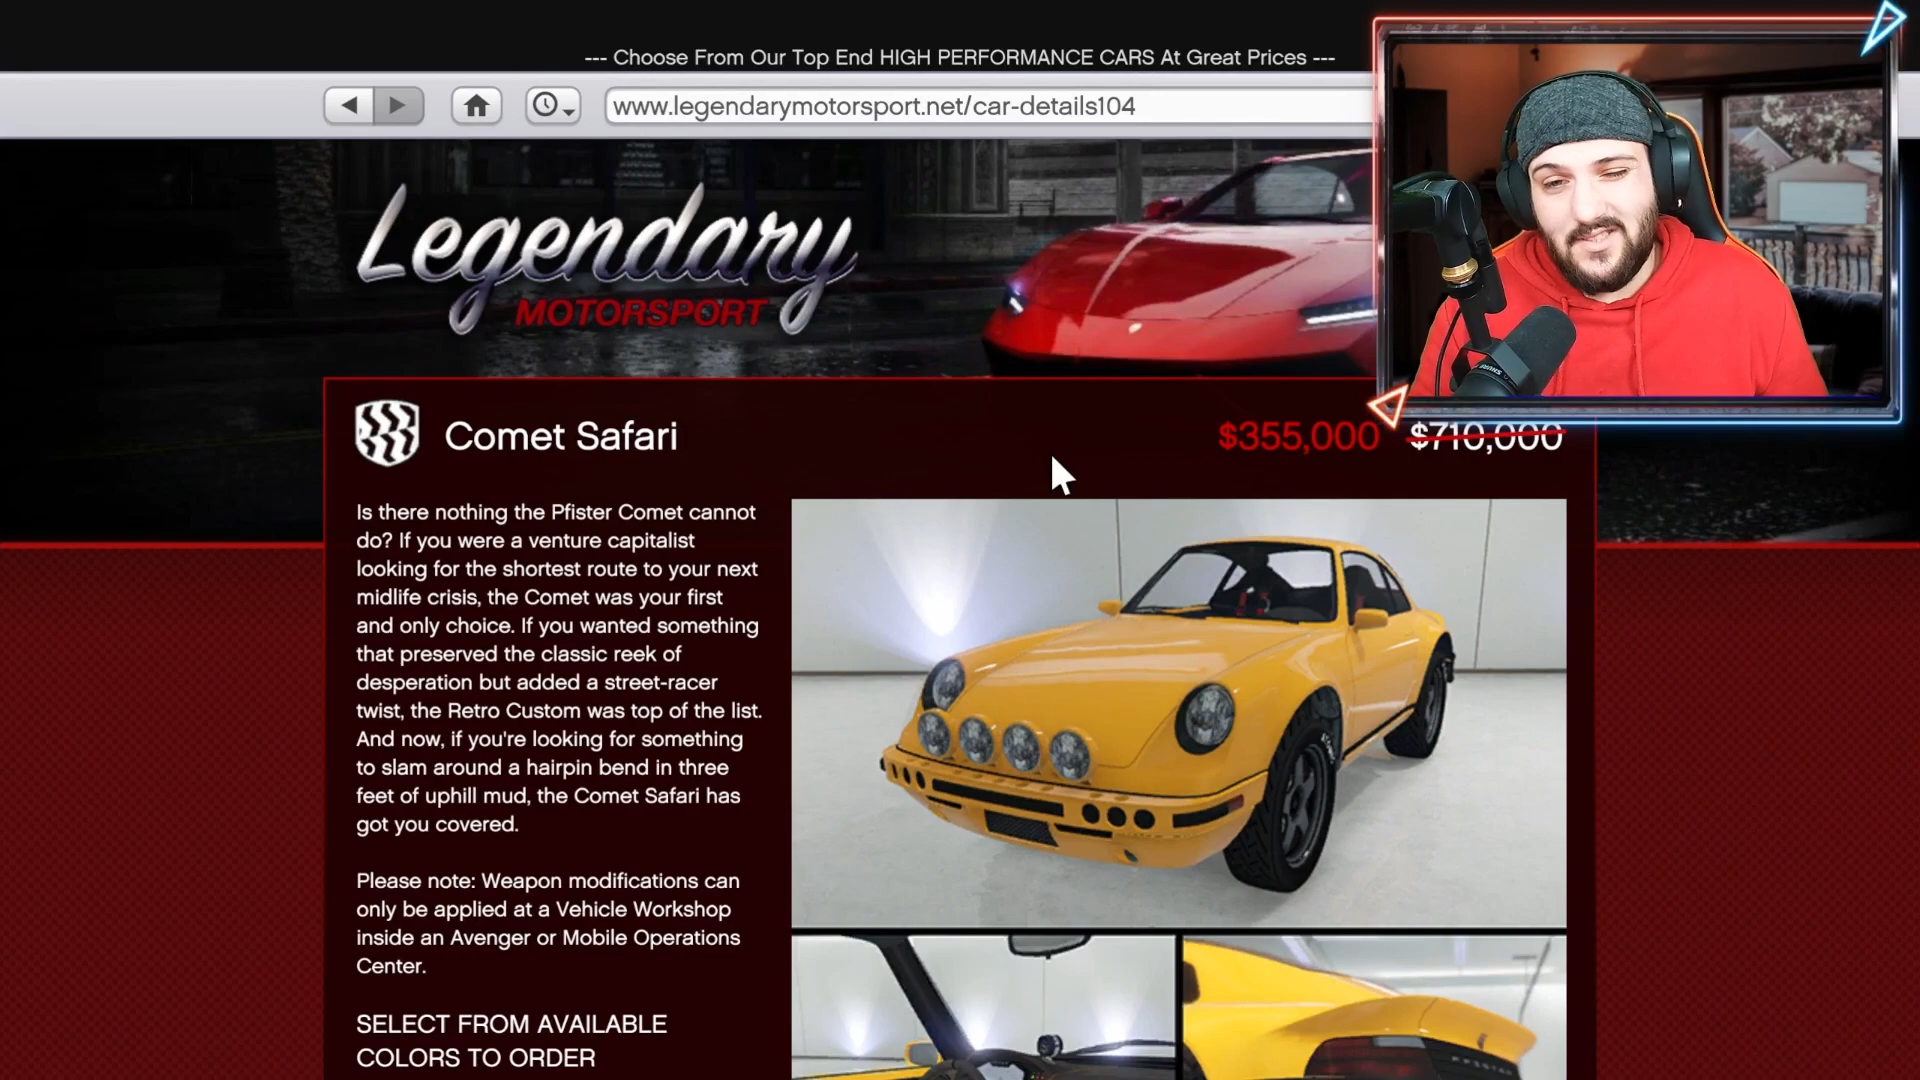 --- Choose From Our Top End HIGH PERFORMANCE CARS At Great Prices ---
www.legendarymotorsport.net/car-details104
Legendary
MOTORSPORT
Comet Safari
$355,000 $710,000
Is there nothing the Pfister Comet cannot
do? If you were a venture capitalist
looking for the shortest route to your next
midlife crisis, the Comet was your first
and only choice. If you wanted something
that preserved the classic reek of
desperation but added a street-racer
twist, the Retro Custom was top of the list.
And now, if you're looking for something
to slam around a hairpin bend in three
feet of uphill mud, the Comet Safari has
got you covered.
Please note: Weapon modifications can
only be applied at a Vehicle Workshop
inside an Avenger or Mobile Operations
Center.
SELECT FROM AVAILABLE
COLORS TO ORDER